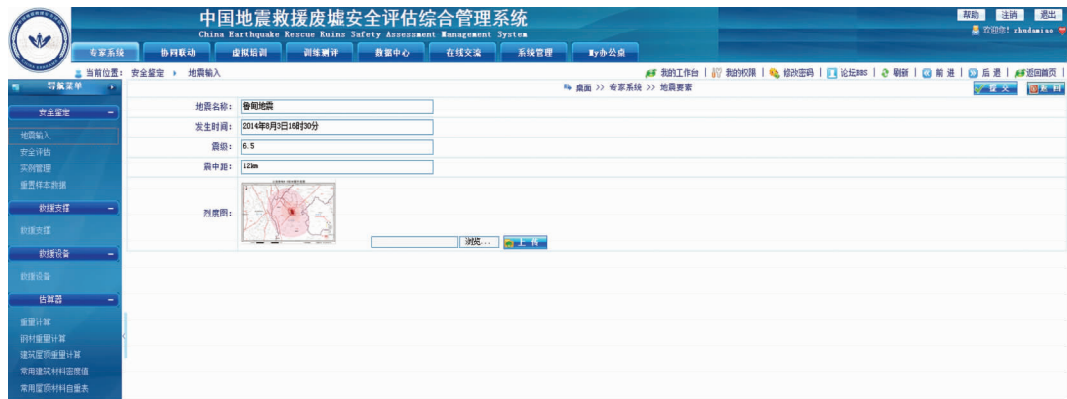 中国地震救援废墟安全评估综合管理系统
China Earthquake Rescue Ruins Safety Assessment Management System
帮助 注销 退出
欢迎您! zhudamiao
专家系统 协同联动 虚拟培训 训练测评 数据中心 在线交流 系统管理 My办公桌
当前位置: 安全鉴定 地震输入
我的工作台 | 我的权限 | 修改密码 | 论坛BBS | 刷新 | 前 进 | 后 退 | 返回首页 |
导航菜单
桌面 >> 专家系统 >> 地震要素
提 交 返 回
安全鉴定
地震输入
安全评估
实例管理
重置样本数据
救援支撑
救援支撑
救援设备
救援设备
估算器
重量计算
钢材重量计算
建筑屋顶重量计算
常用建筑材料密度值
常用屋顶材料自重表
地震名称: 鲁甸地震
发生时间: 2014年8月3日16时30分
震级: 6.5
震中距: 12km
烈度图:
浏览... 上 传